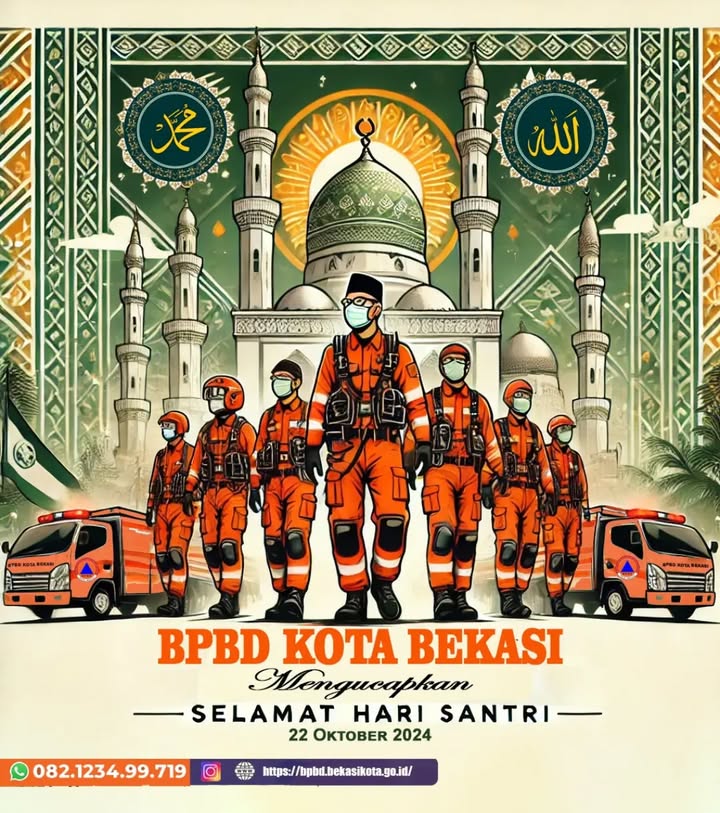 محمد
الله
BPBD KOTA BEKASI
BPBD KOTA BEKASI
BPBD KOTA BEKASI
Mengucapkan
SELAMAT HARI SANTRI
22 OKTOBER 2024
082.1234.99.719
https://bpbd.bekasikota.go.id/